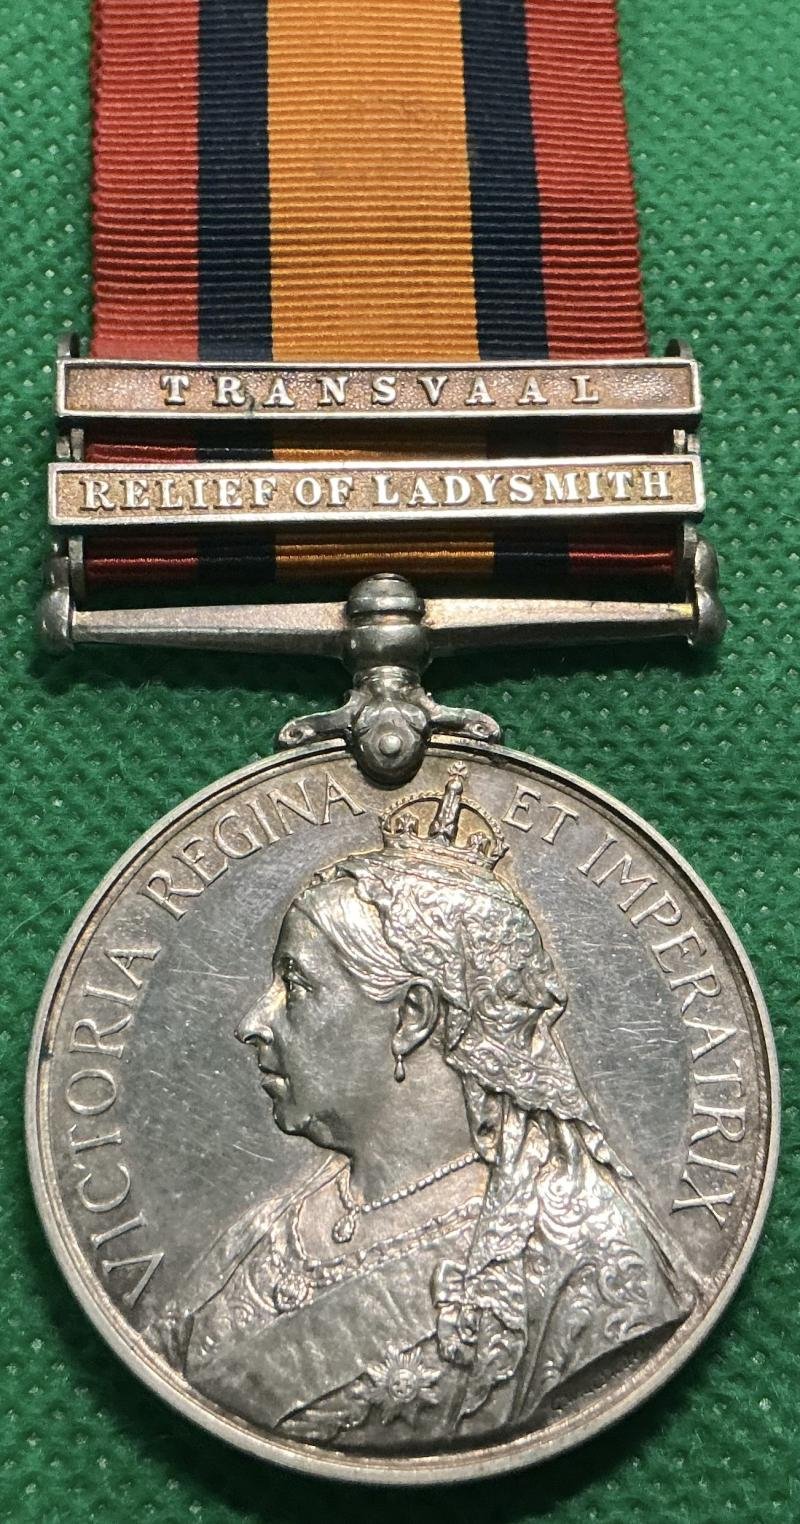 TRANSVAAL
RELIEF OF LADYSMITH
VICTORIA REGINA ET IMPERATRIX